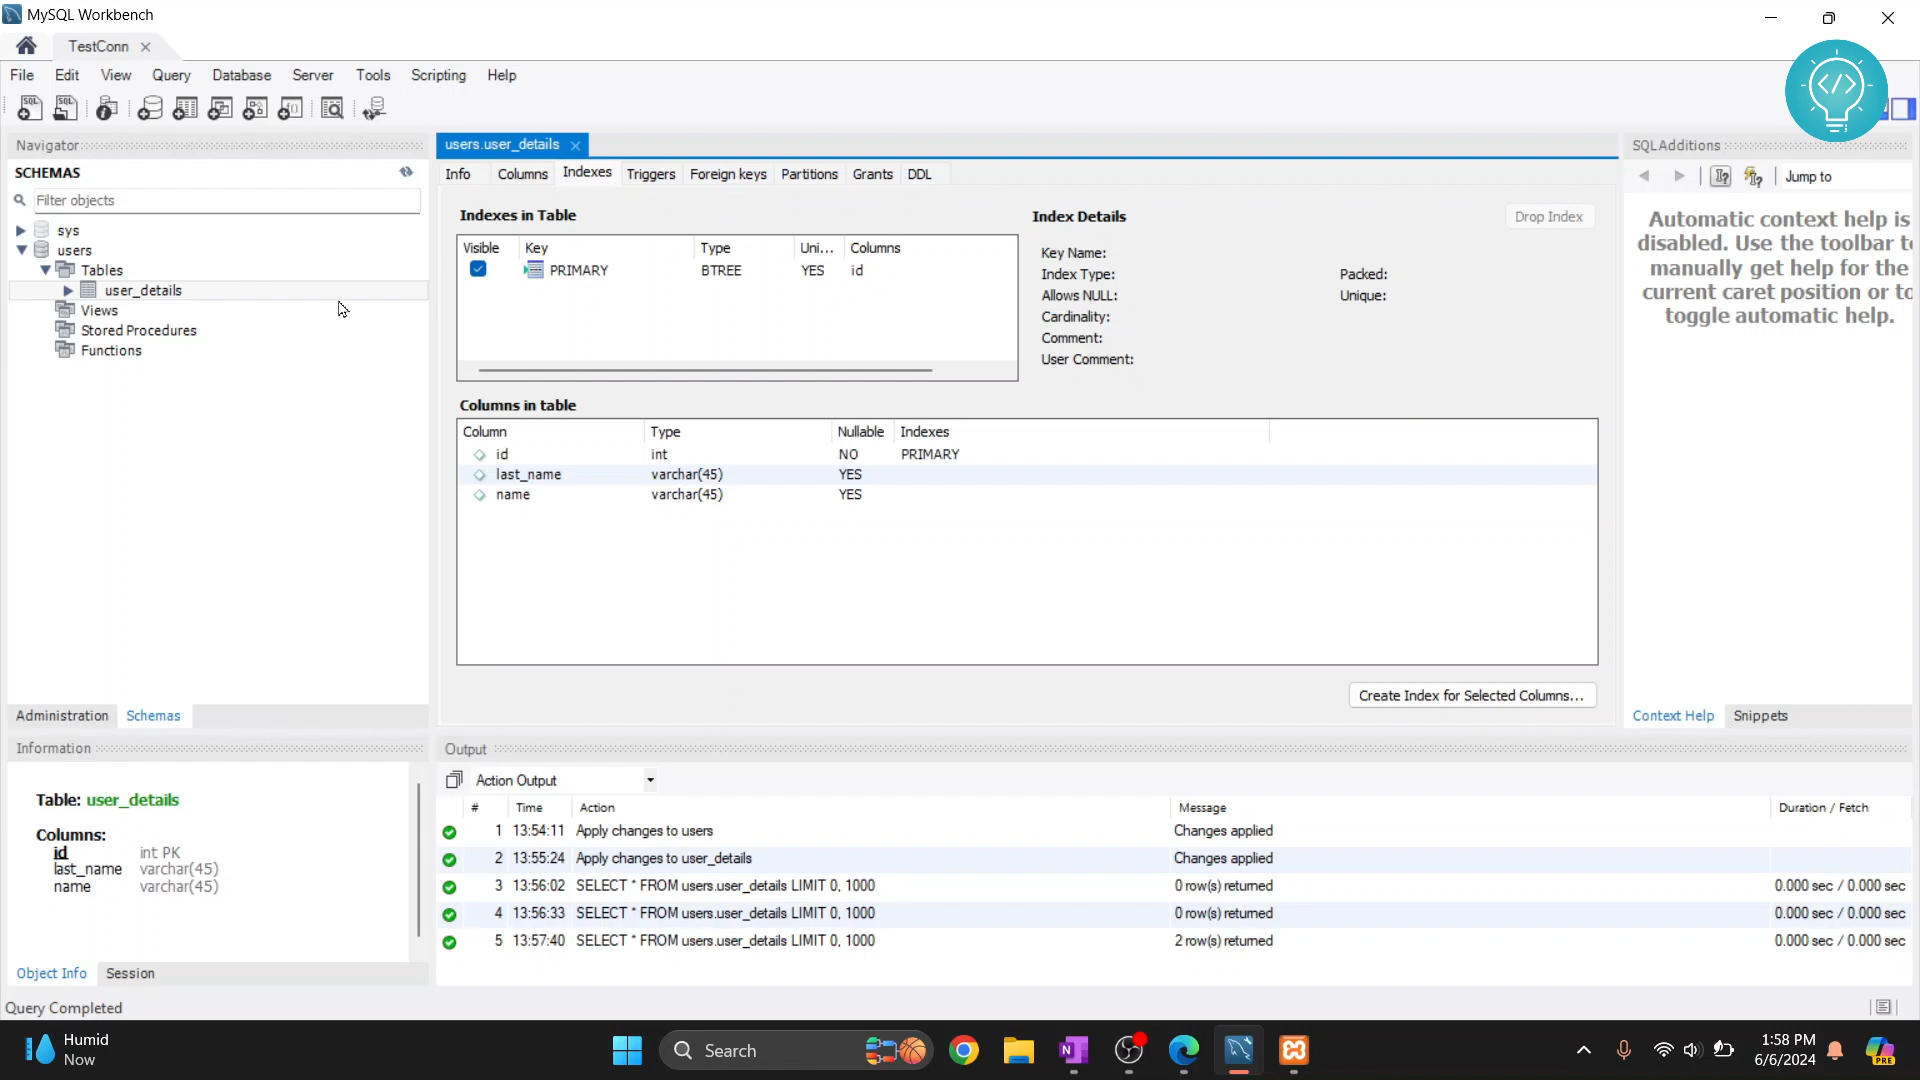 MySQL Workbench
TestConn
File Edit View Query Database Server Tools Scripting Help
Navigator
SCHEMAS
Filter objects
sys
users
Tables
user_details
Views
Stored Procedures
Functions
Administration Schemas
Information
Table: user_details
Columns:
id int PK
last_name varchar(45)
name varchar(45)
Object Info Session
Query Completed
users.user_details
Info Columns Indexes Triggers Foreign keys Partitions Grants DDL
Indexes in Table
Visible Key Type Uni... Columns
PRIMARY BTREE YES id
Index Details
Drop Index
Key Name:
Index Type: Packed:
Allows NULL: Unique:
Cardinality:
Comment:
User Comment:
Columns in table
Column Type Nullable Indexes
id int NO PRIMARY
last_name varchar(45) YES
name varchar(45) YES
Create Index for Selected Columns...
SQLAdditions
Jump to
Automatic context help is
disabled. Use the toolbar to
manually get help for the
current caret position or to
toggle automatic help.
Context Help Snippets
Output
Action Output
# Time Action Message Duration / Fetch
1 13:54:11 Apply changes to users Changes applied
2 13:55:24 Apply changes to user_details Changes applied
3 13:56:02 SELECT * FROM users.user_details LIMIT 0, 1000 0 row(s) returned 0.000 sec / 0.000 sec
4 13:56:33 SELECT * FROM users.user_details LIMIT 0, 1000 0 row(s) returned 0.000 sec / 0.000 sec
5 13:57:40 SELECT * FROM users.user_details LIMIT 0, 1000 2 row(s) returned 0.000 sec / 0.000 sec
Humid
Now
Search
1:58 PM
6/6/2024
PRE